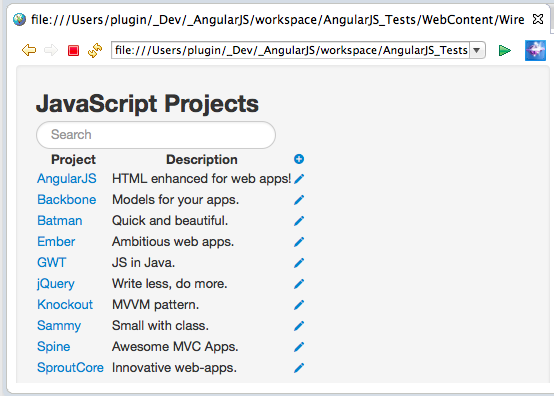 file:///Users/plugin/_Dev/_AngularJS/workspace/AngularJS_Tests/WebContent/Wire
file:///Users/plugin/_Dev/_AngularJS/workspace/AngularJS_Tests
JavaScript Projects
Search
Project Description
AngularJS HTML enhanced for web apps!
Backbone Models for your apps.
Batman Quick and beautiful.
Ember Ambitious web apps.
GWT JS in Java.
jQuery Write less, do more.
Knockout MVVM pattern.
Sammy Small with class.
Spine Awesome MVC Apps.
SproutCore Innovative web-apps.